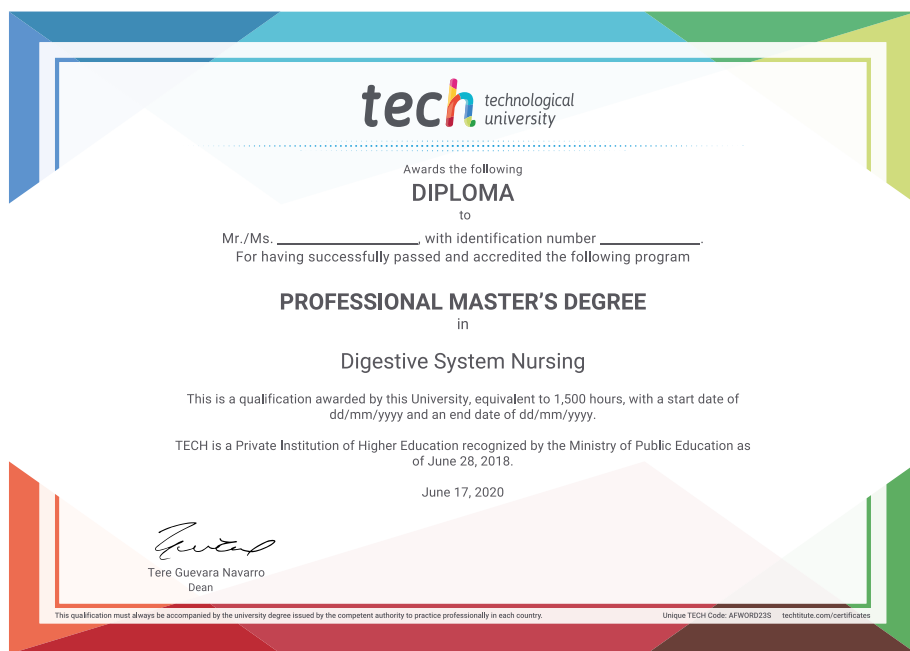 tech technological
university
Awards the following
DIPLOMA
to
Mr./Ms. ____________________, with identification number ______________.
For having successfully passed and accredited the following program
PROFESSIONAL MASTER'S DEGREE
in
Digestive System Nursing
This is a qualification awarded by this University, equivalent to 1,500 hours, with a start date of
dd/mm/yyyy and an end date of dd/mm/yyyy.
TECH is a Private Institution of Higher Education recognized by the Ministry of Public Education as
of June 28, 2018.
June 17, 2020
Tere Guevara Navarro
Dean
This qualification must always be accompanied by the university degree issued by the competent authority to practice professionally in each country.
Unique TECH Code: AFWORD23S techtitute.com/certificates